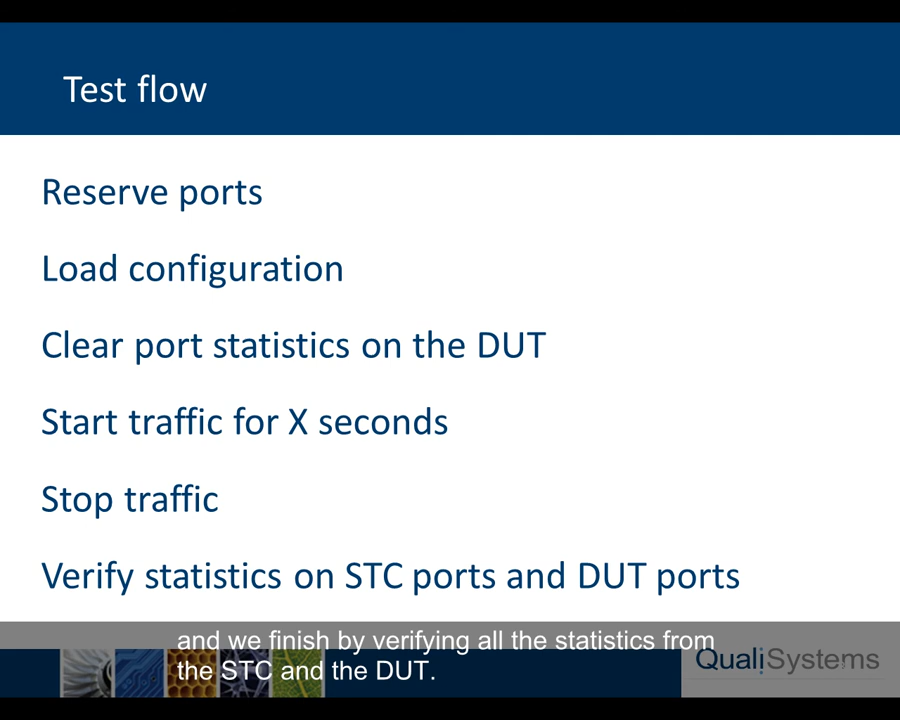 Test flow
Reserve ports
Load configuration
Clear port statistics on the DUT
Start traffic for X seconds
Stop traffic
Verify statistics on STC ports and DUT ports
and we finish by verifying all the statistics from
the STC and the DUT.
QualiSystems